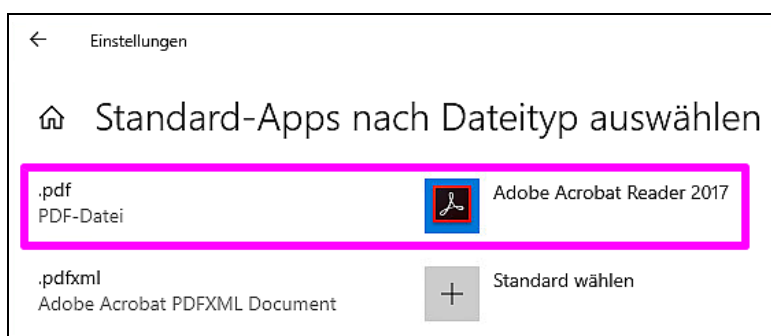 Einstellungen
Standard-Apps nach Dateityp auswählen
.pdf
PDF-Datei
Adobe Acrobat Reader 2017
.pdfxml
Adobe Acrobat PDFXML Document
Standard wählen